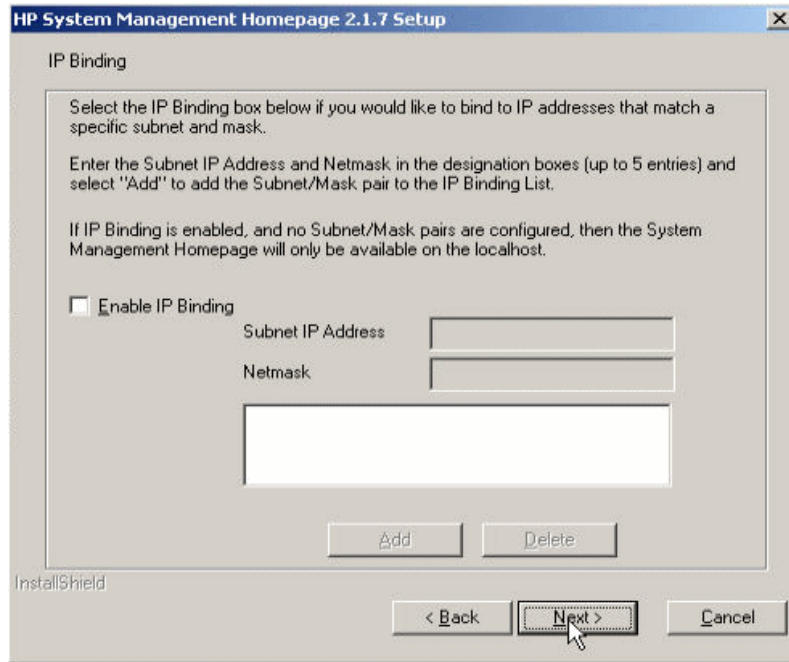 HP System Management Homepage 2.1.7 Setup
IP Binding
Select the IP Binding box below if you would like to bind to IP addresses that match a
specific subnet and mask.
Enter the Subnet IP Address and Netmask in the designation boxes (up to 5 entries) and
select "Add" to add the Subnet/Mask pair to the IP Binding List.
If IP Binding is enabled, and no Subnet/Mask pairs are configured, then the System
Management Homepage will only be available on the localhost.
Enable IP Binding
Subnet IP Address
Netmask
Add
Delete
InstallShield
< Back
Next >
Cancel